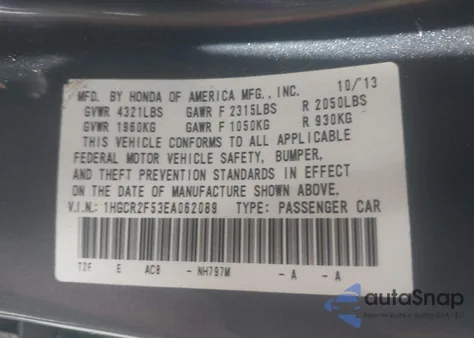 MFD. BY HONDA OF AMERICA MFG., INC. 10/13
GVWR 4321LBS GAWR F 2315LBS R 2050LBS
GVWR 1960KG GAWR F 1050KG R 930KG
THIS VEHICLE CONFORMS TO ALL APPLICABLE
FEDERAL MOTOR VEHICLE SAFETY, BUMPER,
AND THEFT PREVENTION STANDARDS IN EFFECT
ON THE DATE OF MANUFACTURE SHOWN ABOVE.
V.I.N.: 1HGCR2F53EA062089 TYPE: PASSENGER CAR
T2F E AC8 - NH797M - A - A
autoSnap